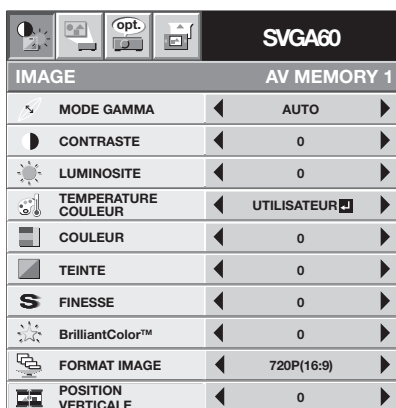 opt.
SVGA60
IMAGE AV MEMORY 1
MODE GAMMA AUTO
CONTRASTE 0
LUMINOSITE 0
TEMPERATURE
COULEUR UTILISATEUR
COULEUR 0
TEINTE 0
S FINESSE 0
BrilliantColor™ 0
FORMAT IMAGE 720P(16:9)
POSITION
VERTICALE 0